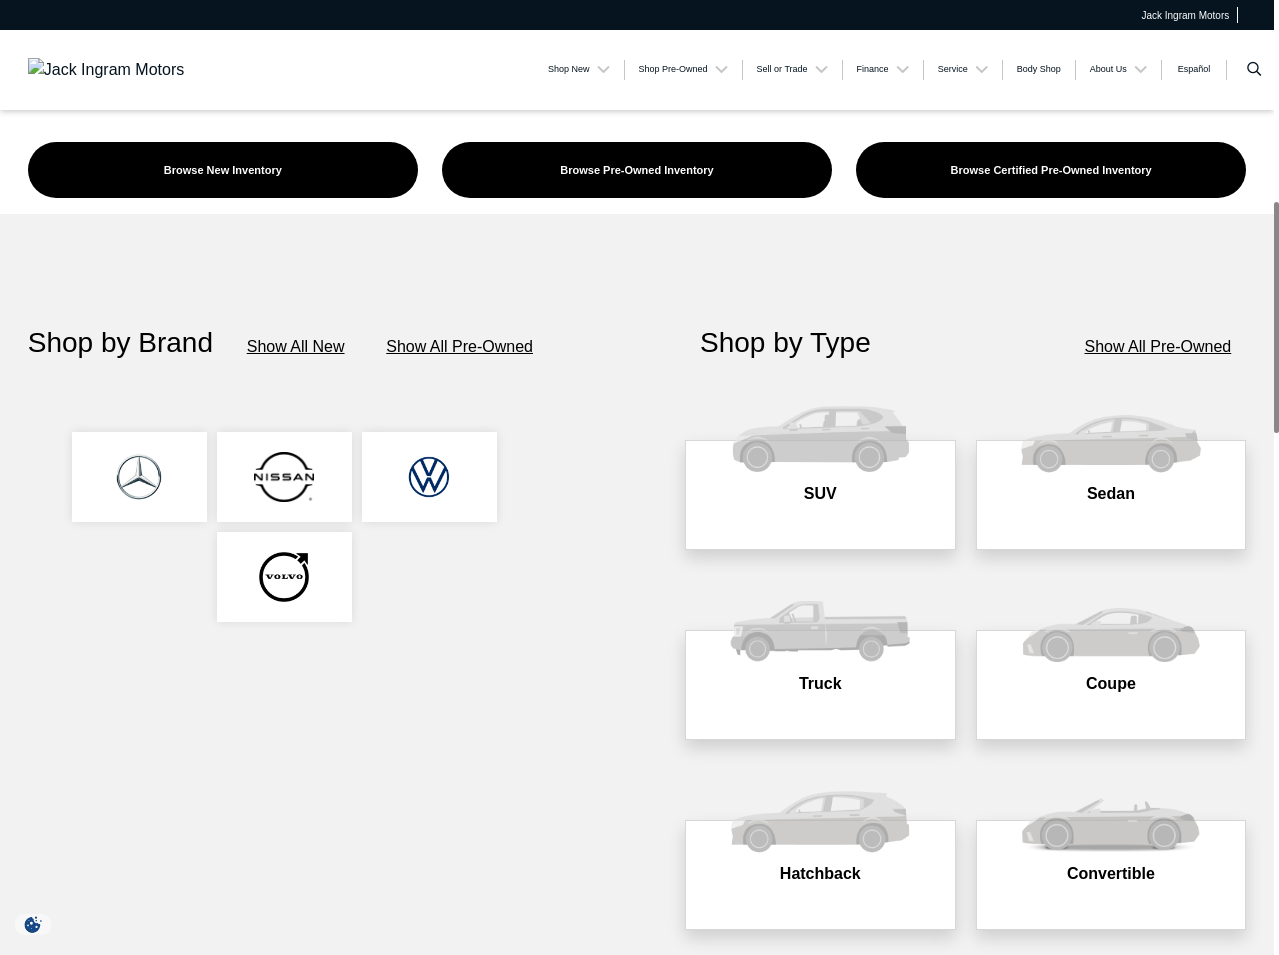 Jack Ingram Motors
Jack Ingram Motors
Shop New
Shop Pre-Owned
Sell or Trade
Finance
Service
Body Shop
About Us
Español
Browse New Inventory
Browse Pre-Owned Inventory
Browse Certified Pre-Owned Inventory
Shop by Brand
Show All New
Show All Pre-Owned
NISSAN
VOLVO
Shop by Type
Show All Pre-Owned
SUV
Sedan
Truck
Coupe
Hatchback
Convertible